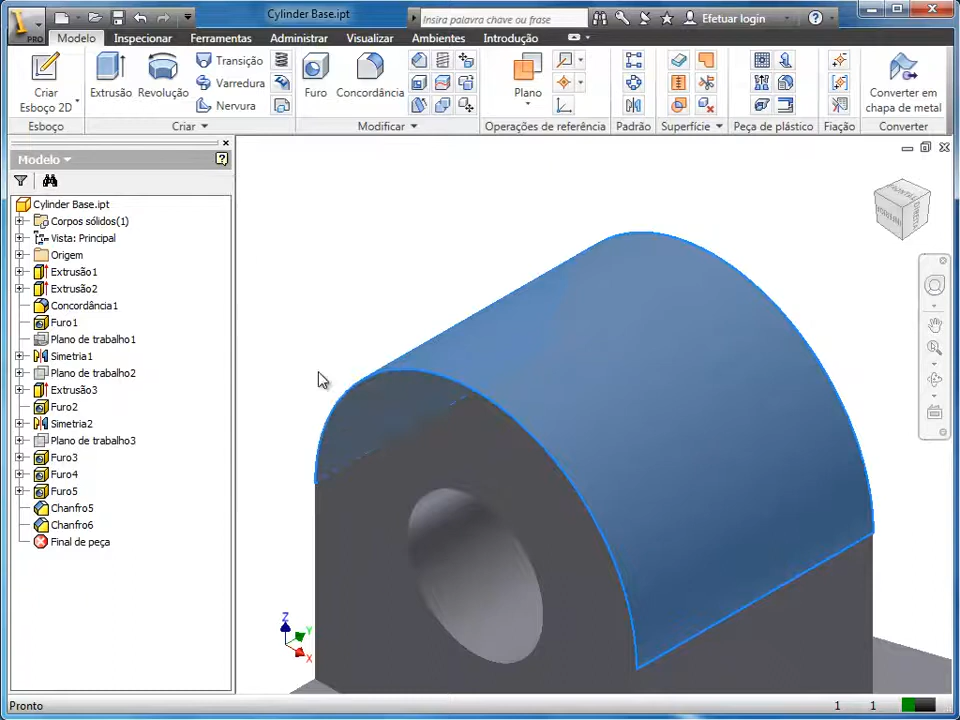 Cylinder Base.ipt
Insira palavra chave ou frase
Efetuar login
PRO
Modelo
Inspecionar
Ferramentas
Administrar
Visualizar
Ambientes
Introdução
Criar
Esboço 2D
Extrusão
Revolução
Transição
Varredura
Nervura
Furo
Concordância
Plano
Converter em
chapa de metal
Esboço
Criar
Modificar
Operações de referência
Padrão
Superfície
Peça de plástico
Fiação
Converter
Modelo
Cylinder Base.ipt
Corpos sólidos(1)
Vista: Principal
Origem
Extrusão1
Extrusão2
Concordância1
Furo1
Plano de trabalho1
Simetria1
Plano de trabalho2
Extrusão3
Furo2
Simetria2
Plano de trabalho3
Furo3
Furo4
Furo5
Chanfro5
Chanfro6
Final de peça
Z
Y
X
Pronto
1
1